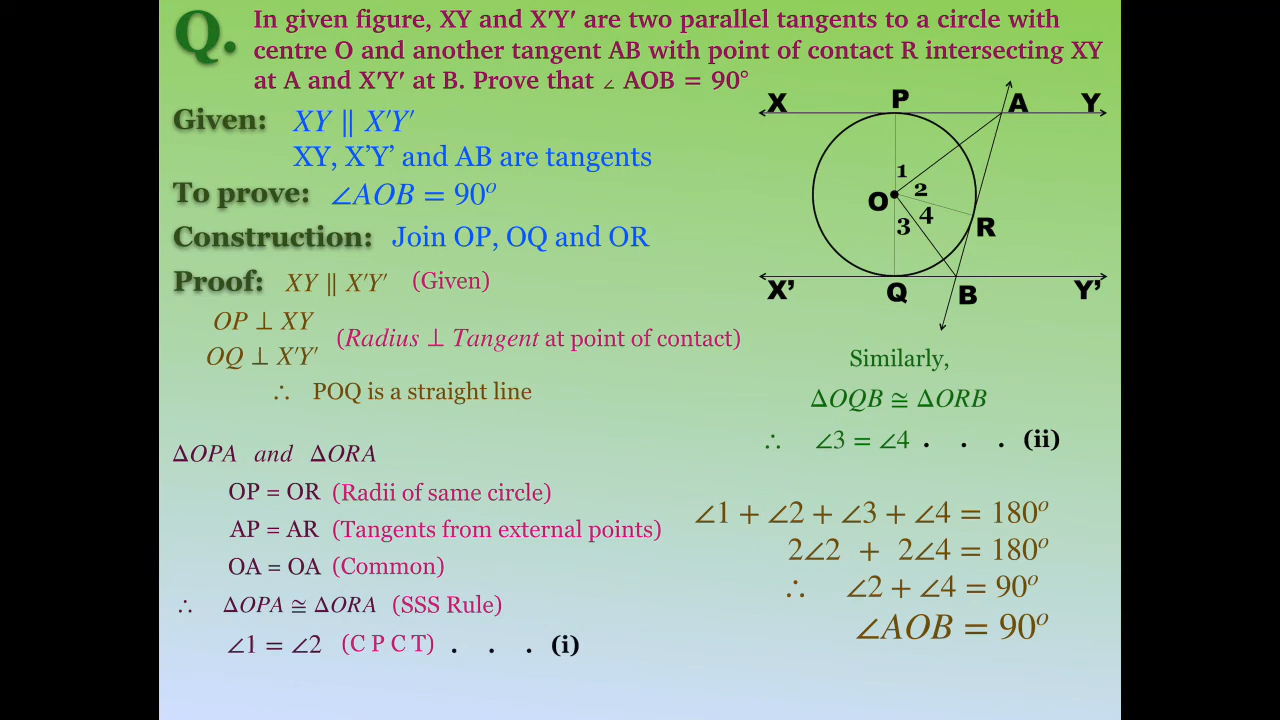 Q. In given figure, XY and X′Y′ are two parallel tangents to a circle with
centre O and another tangent AB with point of contact R intersecting XY
at A and X′Y′ at B. Prove that ∠ AOB = 90°
Given: XY ∥ X′Y′
XY, X’Y’ and AB are tangents
To prove: ∠AOB = 90ᵒ
Construction: Join OP, OQ and OR
Proof: XY ∥ X′Y′ (Given)
OP ⊥ XY
OQ ⊥ X′Y′
(Radius ⊥ Tangent at point of contact)
∴ POQ is a straight line
ΔOPA and ΔORA
OP = OR (Radii of same circle)
AP = AR (Tangents from external points)
OA = OA (Common)
∴ ΔOPA ≅ ΔORA (SSS Rule)
∠1 = ∠2 (C P C T) . . . (i)
X P A Y
1
2
O
3 4
R
X’ Q B Y’
Similarly,
ΔOQB ≅ ΔORB
∴ ∠3 = ∠4 . . . (ii)
∠1 + ∠2 + ∠3 + ∠4 = 180ᵒ
2∠2 + 2∠4 = 180ᵒ
∴ ∠2 + ∠4 = 90ᵒ
∠AOB = 90ᵒ